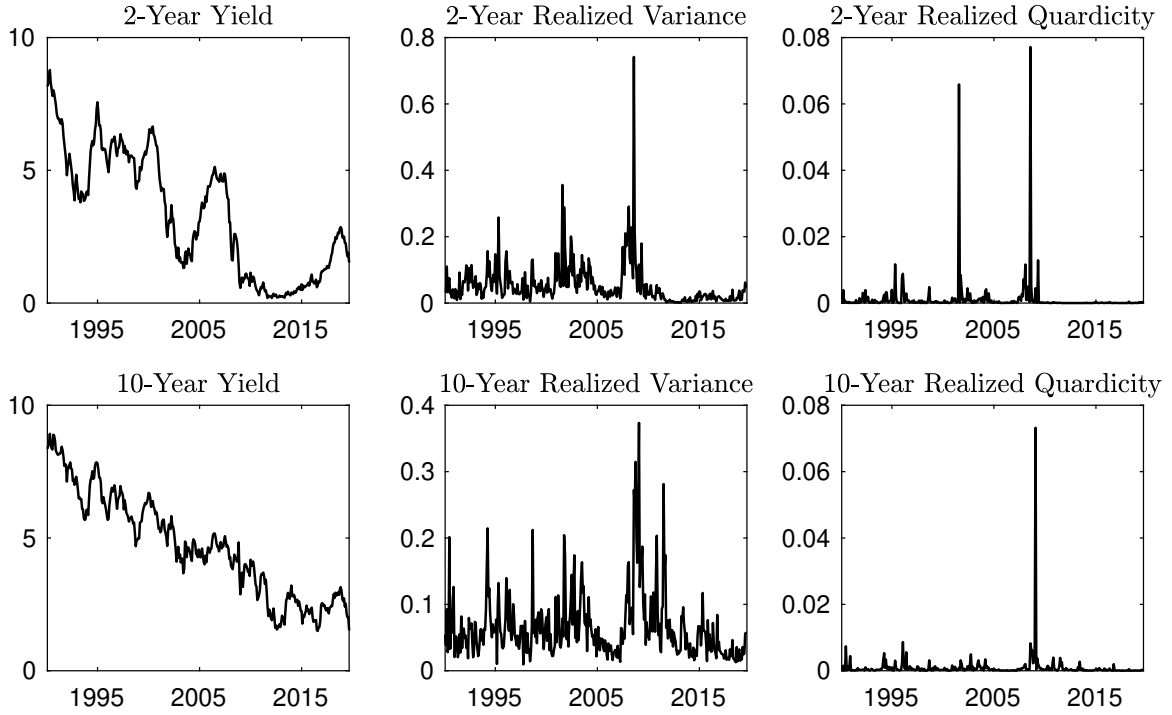 2-Year Yield
10
5
0
1995 2005 2015
2-Year Realized Variance
0.8
0.6
0.4
0.2
0
1995 2005 2015
2-Year Realized Quardicity
0.08
0.06
0.04
0.02
0
1995 2005 2015
10-Year Yield
10
5
0
1995 2005 2015
10-Year Realized Variance
0.4
0.3
0.2
0.1
0
1995 2005 2015
10-Year Realized Quardicity
0.08
0.06
0.04
0.02
0
1995 2005 2015